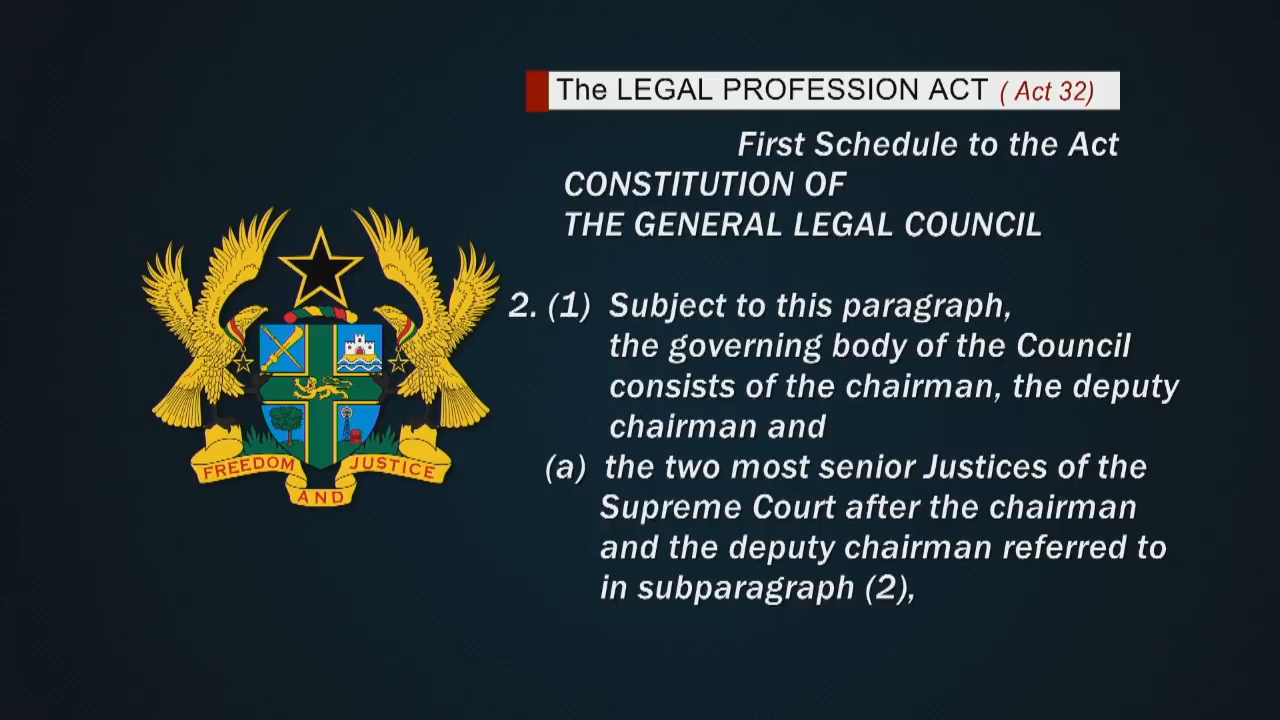 The LEGAL PROFESSION ACT ( Act 32)
First Schedule to the Act
CONSTITUTION OF
THE GENERAL LEGAL COUNCIL
2. (1) Subject to this paragraph,
the governing body of the Council
consists of the chairman, the deputy
chairman and
(a) the two most senior Justices of the
Supreme Court after the chairman
and the deputy chairman referred to
in subparagraph (2),
FREEDOM
AND
JUSTICE